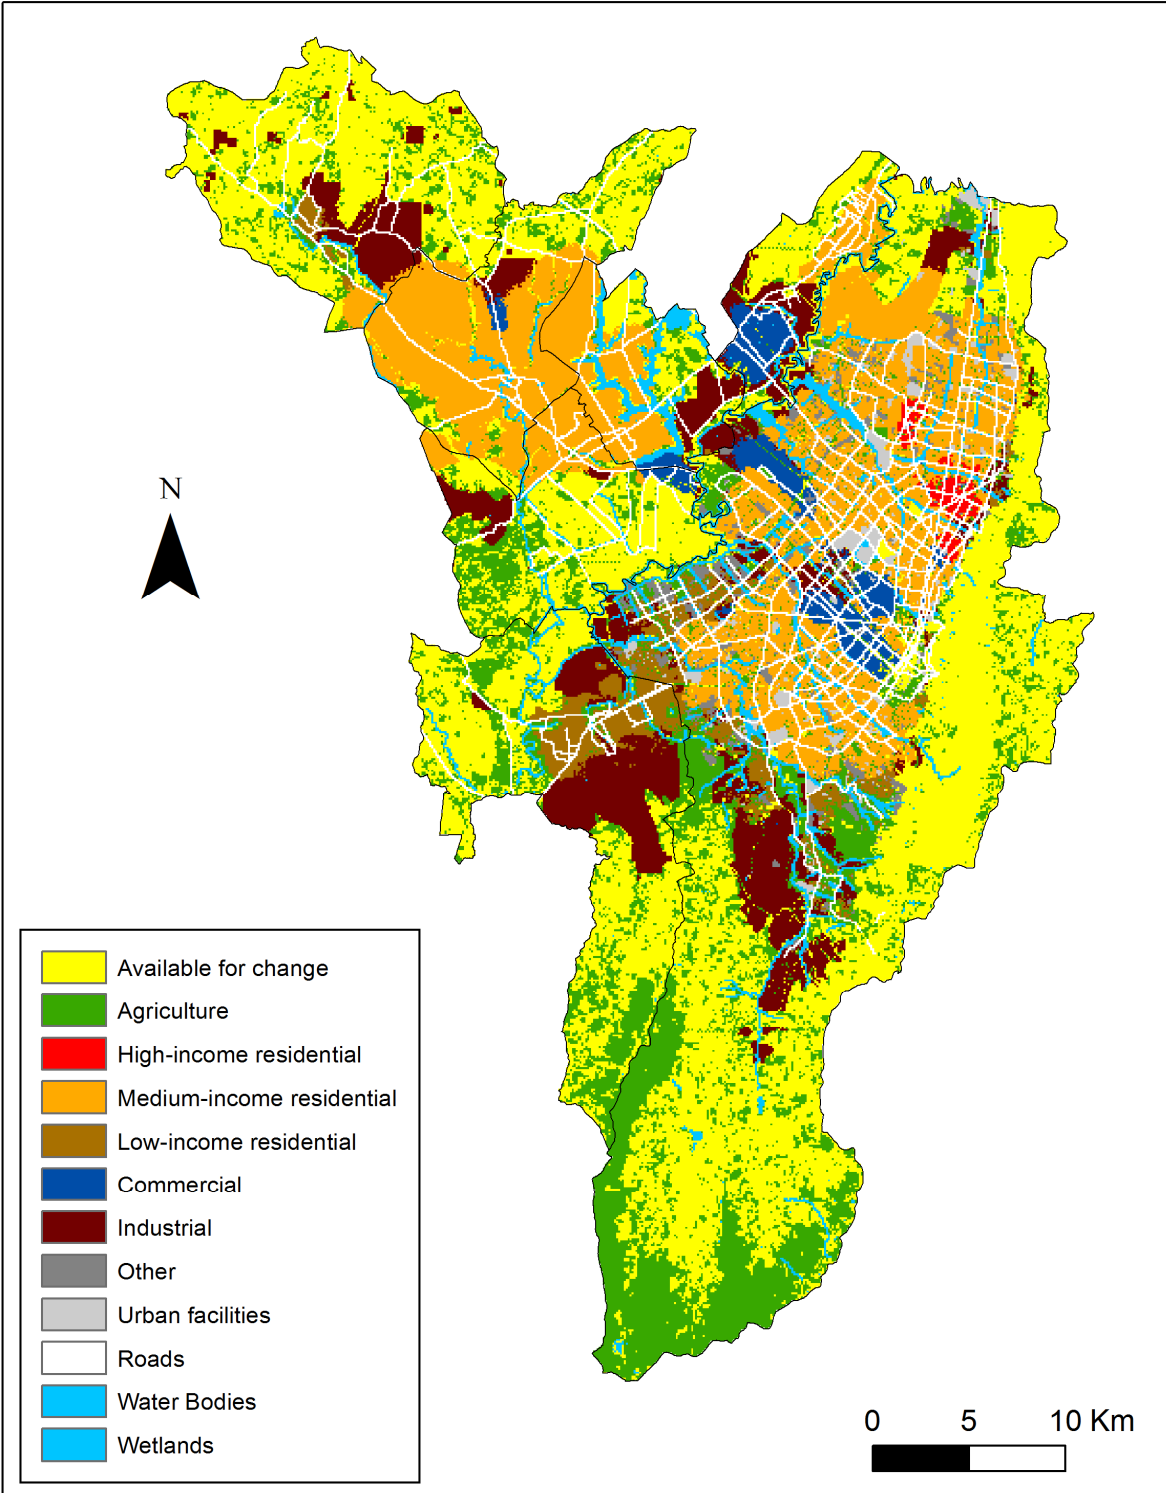 N
Available for change
Agriculture
High-income residential
Medium-income residential
Low-income residential
Commercial
Industrial
Other
Urban facilities
Roads
Water Bodies
Wetlands
0 5 10 Km